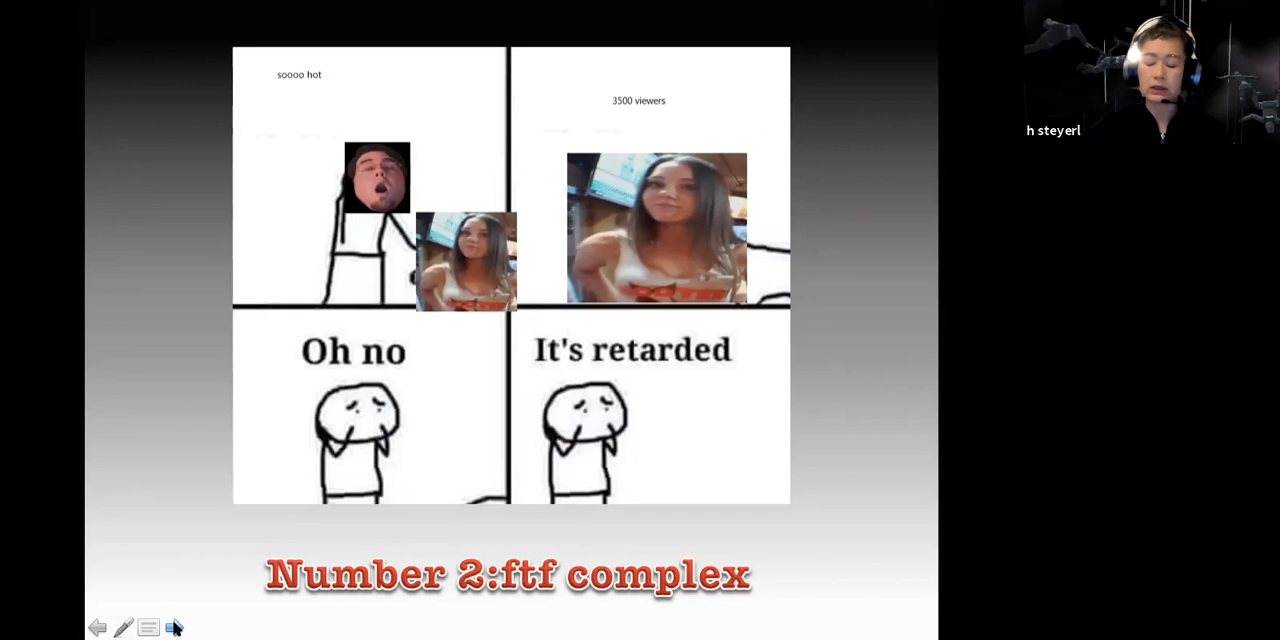 soooo hot
3500 viewers
h steyerl
Oh no
It's retarded
Number 2:ftf complex